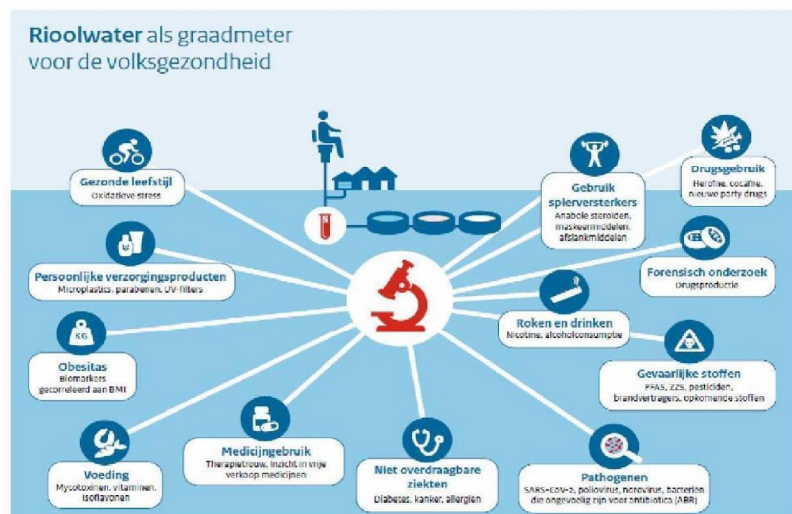 Rioolwater als graadmeter
voor de volksgezondheid
Gezonde leefstijl
Oxidatieve stress
Gebruik
spierversterkers
Anabole steroïden,
maskeermiddelen,
afslankmiddelen
Drugsgebruik
Heroïne, cocaïne,
nieuwe party drugs
Persoonlijke verzorgingsproducten
Microplastics, parabenen, UV-filters
Forensisch onderzoek
Drugsproductie
KG
Obesitas
Biomarkers
gecorreleerd aan BMI
Roken en drinken
Nicotine, alcoholconsumptie
Gevaarlijke stoffen
PFAS, ZZS, pesticiden,
brandvertragers, opkomende stoffen
Voeding
Mycotoxinen, vitaminen,
isoflavonen
Medicijngebruik
Therapietrouw, Inzicht in vrije
verkoop medicijnen
Niet overdraagbare
ziekten
Diabetes, kanker, allergien
Pathogenen
SARS-CoV-2, poliovirus, norovirus, bacteriën
die ongevoelig zijn voor antibiotica (ABR)